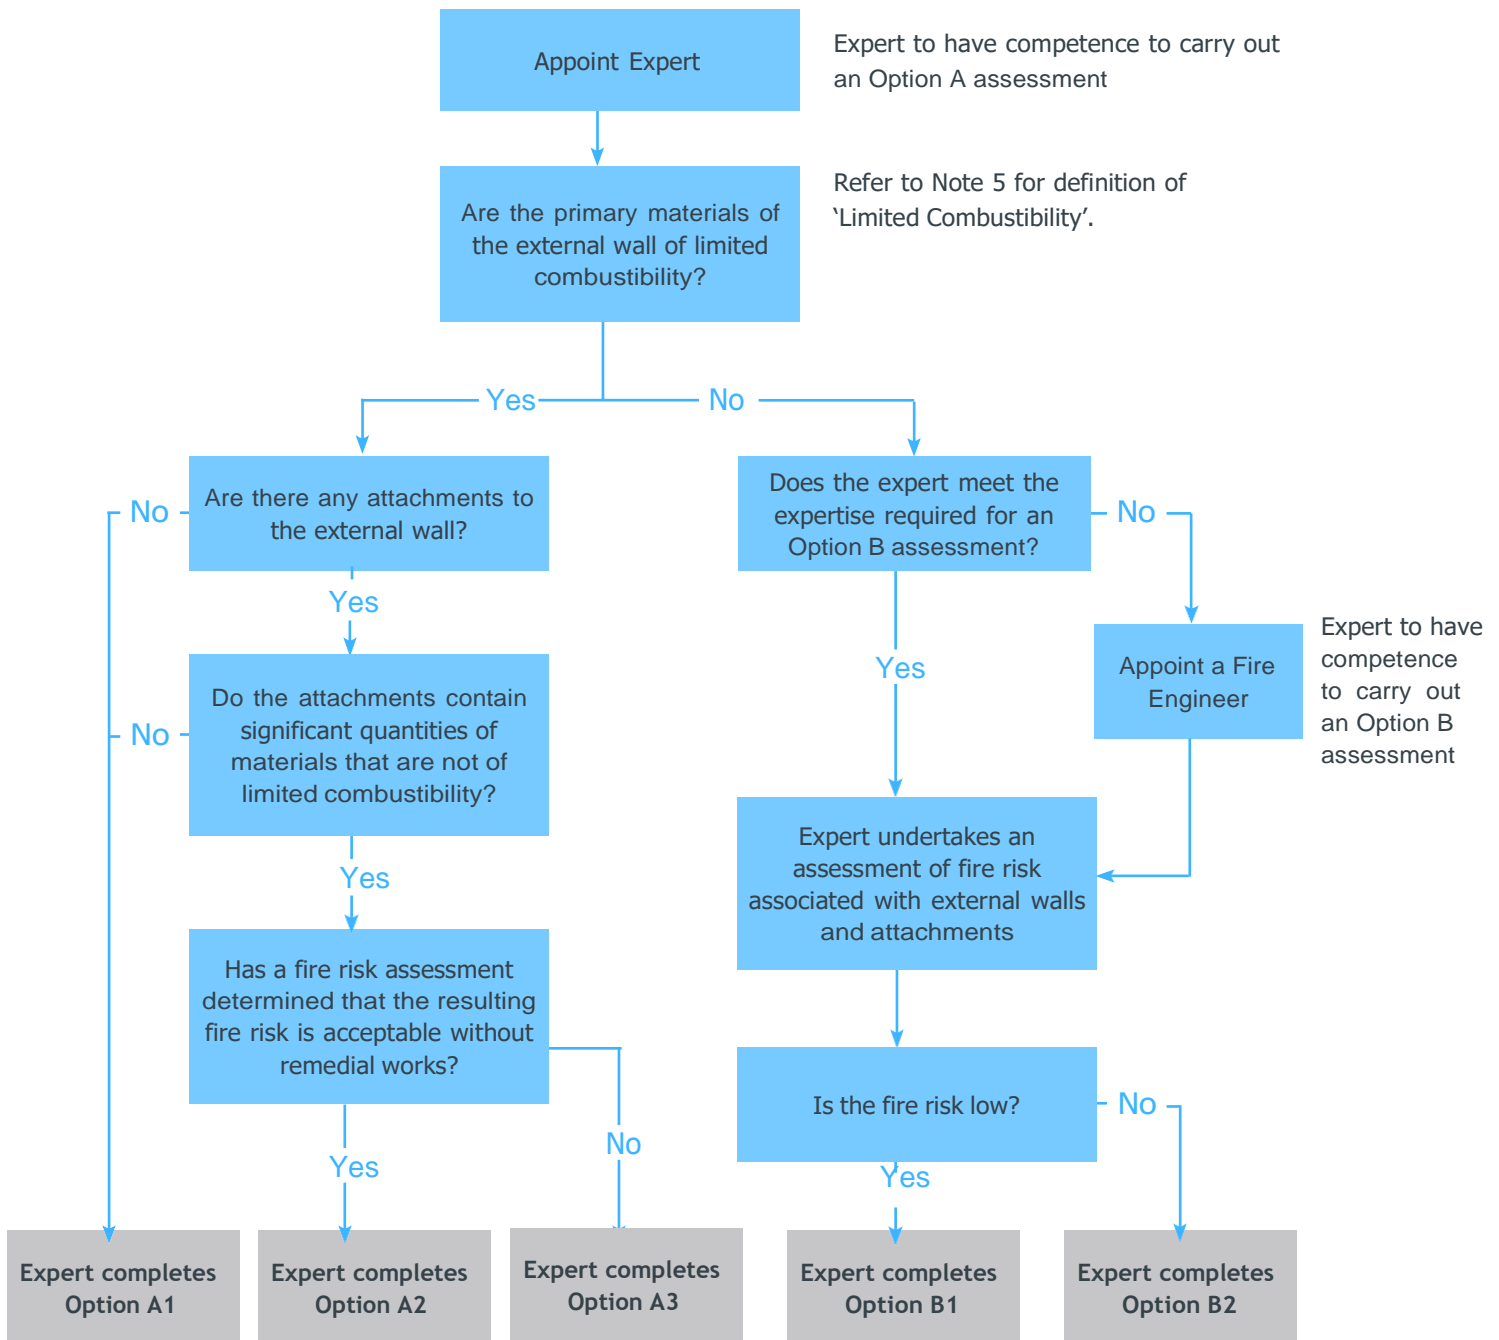 Appoint Expert
Expert to have competence to carry out
an Option A assessment
Are the primary materials of
the external wall of limited
combustibility?
Refer to Note 5 for definition of
‘Limited Combustibility’.
Yes
No
Are there any attachments to
the external wall?
No
Yes
Does the expert meet the
expertise required for an
Option B assessment?
No
Yes
Appoint a Fire
Engineer
Expert to have
competence
to carry out
an Option B
assessment
Do the attachments contain
significant quantities of
materials that are not of
limited combustibility?
No
Yes
Expert undertakes an
assessment of fire risk
associated with external walls
and attachments
Has a fire risk assessment
determined that the resulting
fire risk is acceptable without
remedial works?
Yes
No
Is the fire risk low?
No
Yes
Expert completes
Option A1
Expert completes
Option A2
Expert completes
Option A3
Expert completes
Option B1
Expert completes
Option B2